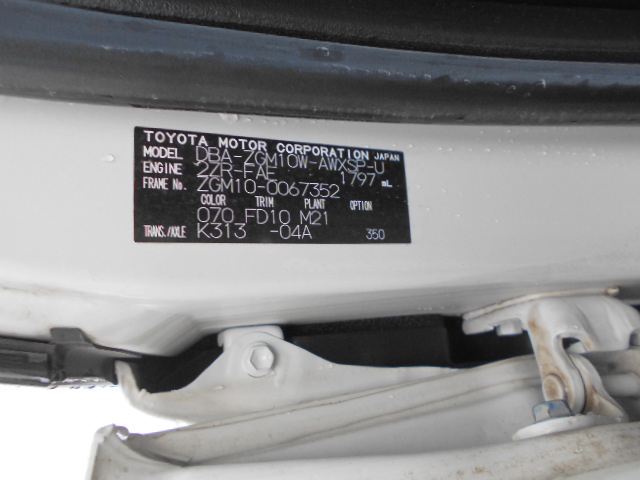 TOYOTA MOTOR CORPORATION JAPAN
MODEL DBA-ZGM10W-AWXSP-U
ENGINE 2ZR-FAE 1797 mL
FRAME No. ZGM10-0067352
COLOR TRIM PLANT OPTION
070 FD10 M21
TRANS./AXLE K313 -04A 350